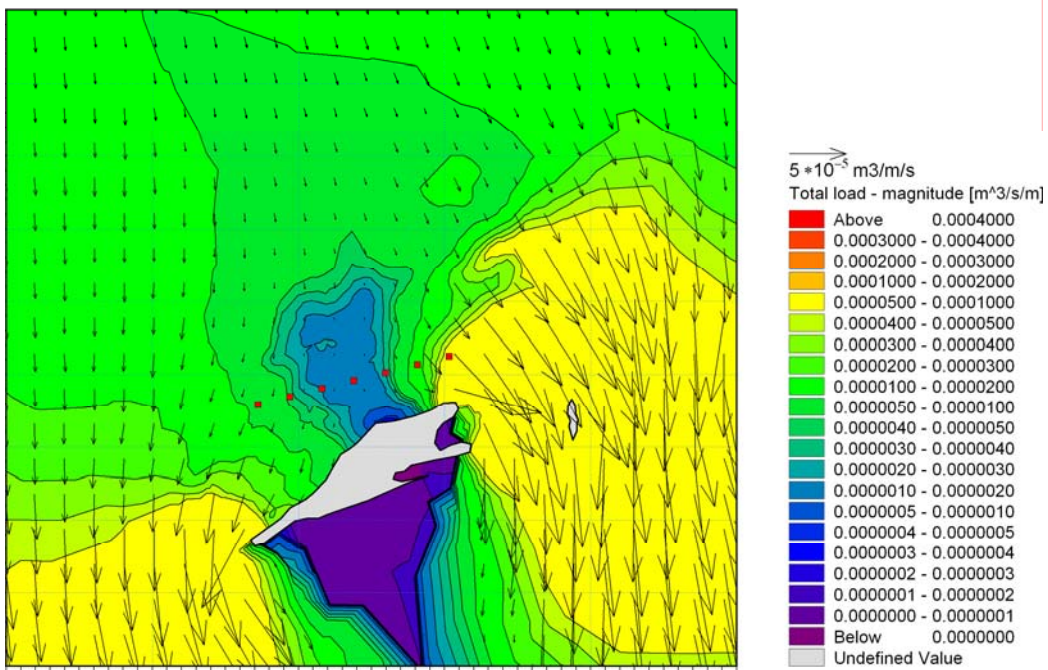 5 *10⁻⁵ m3/m/s
Total load - magnitude [m^3/s/m]
Above 0.0004000
0.0003000 - 0.0004000
0.0002000 - 0.0003000
0.0001000 - 0.0002000
0.0000500 - 0.0001000
0.0000400 - 0.0000500
0.0000300 - 0.0000400
0.0000200 - 0.0000300
0.0000100 - 0.0000200
0.0000050 - 0.0000100
0.0000040 - 0.0000050
0.0000030 - 0.0000040
0.0000020 - 0.0000030
0.0000010 - 0.0000020
0.0000005 - 0.0000010
0.0000004 - 0.0000005
0.0000003 - 0.0000004
0.0000002 - 0.0000003
0.0000001 - 0.0000002
0.0000000 - 0.0000001
Below 0.0000000
Undefined Value